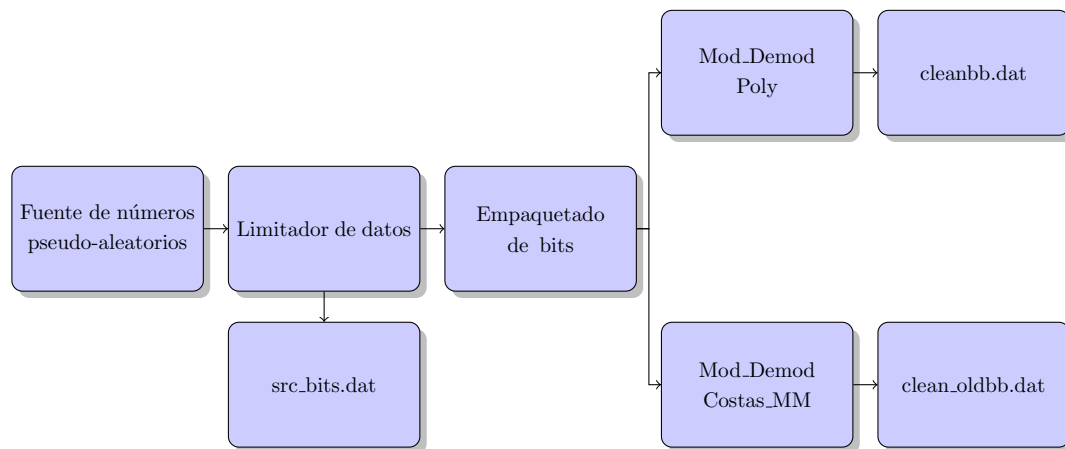 Mod_Demod
Poly
cleanbb.dat
Fuente de números
pseudo-aleatorios
Limitador de datos
Empaquetado
de bits
src_bits.dat
Mod_Demod
Costas_MM
clean_oldbb.dat